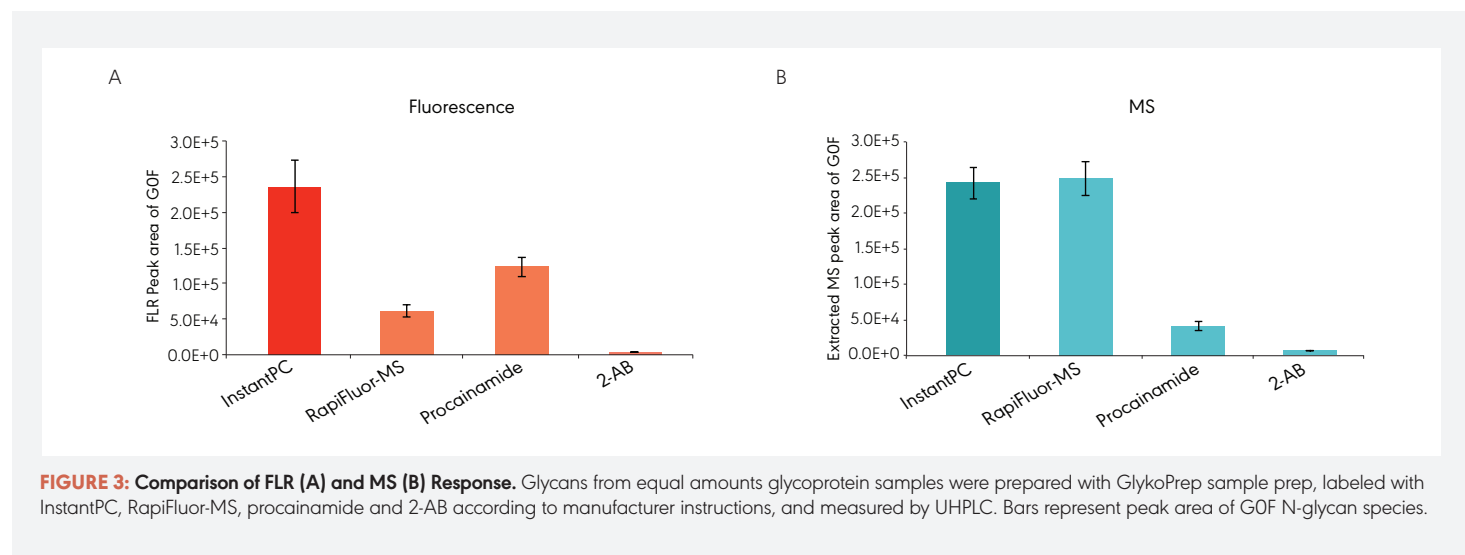 A
Fluorescence
FLR Peak area of G0F
3.0E+5
2.5E+5
2.0E+5
1.5E+5
1.0E+5
5.0E+4
0.0E+0
InstantPC
RapiFluor-MS
Procainamide
2-AB
B
MS
Extracted MS peak area of G0F
3.0E+5
2.5E+5
2.0E+5
1.5E+5
1.0E+5
5.0E+4
0.0E+0
InstantPC
RapiFluor-MS
Procainamide
2-AB
FIGURE 3: Comparison of FLR (A) and MS (B) Response. Glycans from equal amounts glycoprotein samples were prepared with GlykoPrep sample prep, labeled with
InstantPC, RapiFluor-MS, procainamide and 2-AB according to manufacturer instructions, and measured by UHPLC. Bars represent peak area of G0F N-glycan species.